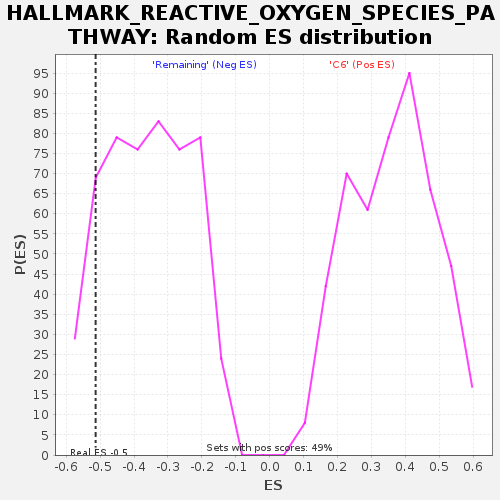 HALLMARK_REACTIVE_OXYGEN_SPECIES_PA
THWAY: Random ES distribution
'Remaining' (Neg ES)
'C6' (Pos ES)
95
90
85
80
75
70
65
60
55
50
45
40
35
30
25
20
15
10
5
0
P(ES)
Real ES -0.5
Sets with pos scores: 49%
-0.6 -0.5 -0.4 -0.3 -0.2 -0.1 0.0 0.1 0.2 0.3 0.4 0.5 0.6
ES